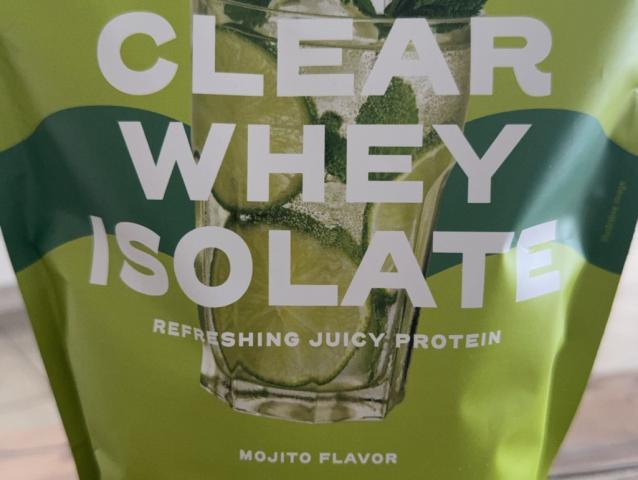 CLEAR
WHEY
ISOLATE
REFRESHING JUICY PROTEIN
MOJITO FLAVOR